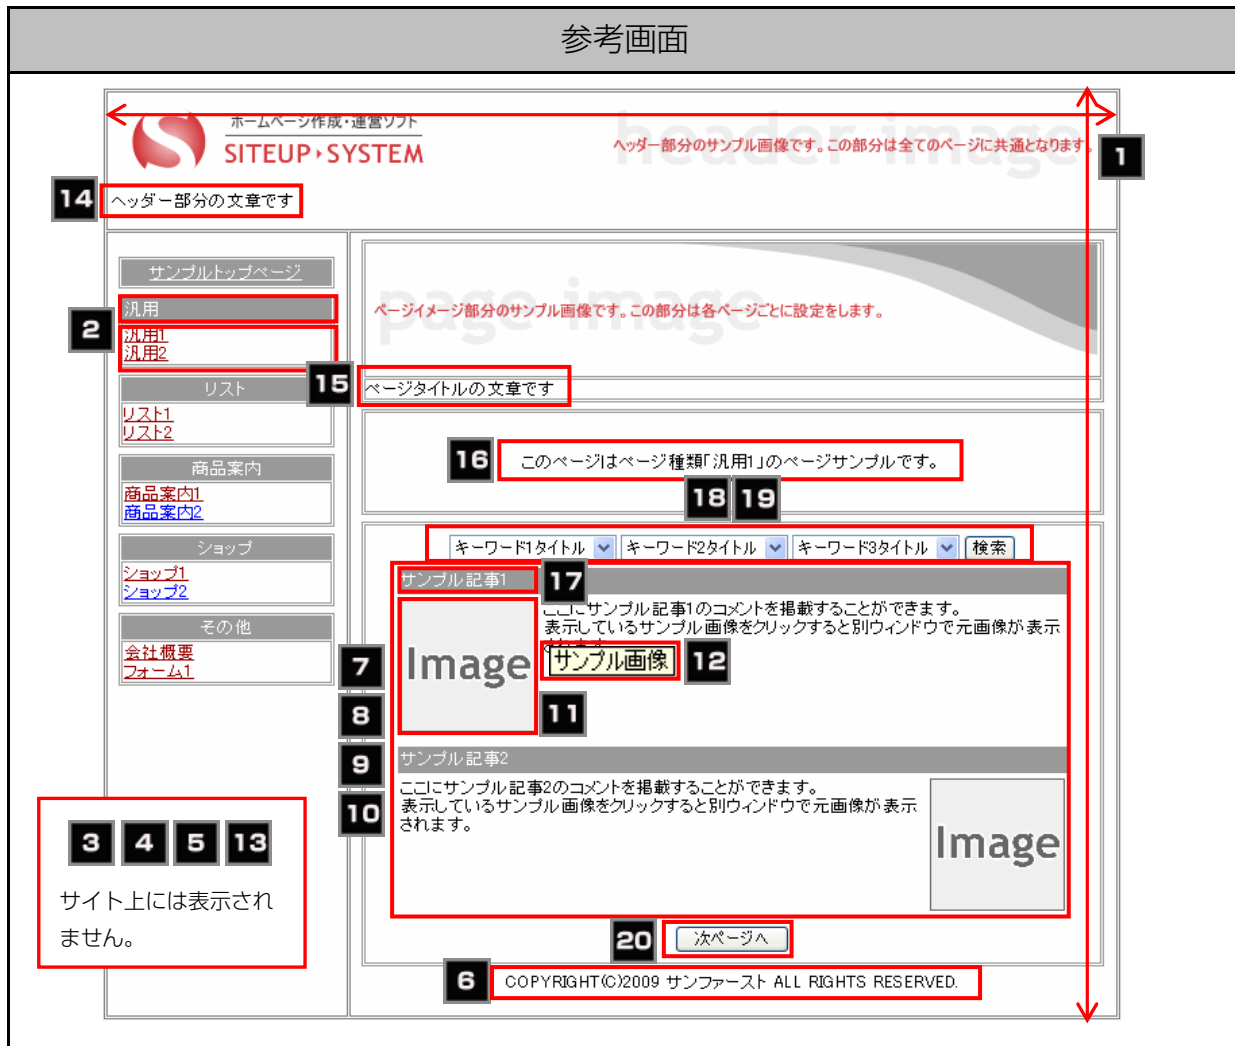 参考画面
ホームページ作成・運営ソフト
SITEUP SYSTEM
header image
ヘッダー部分のサンプル画像です。この部分は全てのページに共通となります。
1
14
ヘッダー部分の文章です
サンプルトップページ
汎用
2
汎用1
汎用2
リスト
リスト1
リスト2
商品案内
商品案内1
商品案内2
ショップ
ショップ1
ショップ2
その他
会社概要
フォーム1
page image
ページイメージ部分のサンプル画像です。この部分は各ページごとに設定をします。
15
ページタイトルの文章です
16
このページはページ種類「汎用1」のページサンプルです。
18 19
キーワード1タイトル キーワード2タイトル キーワード3タイトル 検索
サンプル記事1
17
ここにサンプル記事1のコメントを掲載することができます。
表示しているサンプル画像をクリックすると別ウィンドウで元画像が表示
Image
サンプル画像
12
7
8
11
9
10
サンプル記事2
ここにサンプル記事2のコメントを掲載することができます。
表示しているサンプル画像をクリックすると別ウィンドウで元画像が表示
されます。
Image
3 4 5 13
サイト上には表示され
ません。
20
次ページへ
6
COPYRIGHT(C)2009 サンファースト ALL RIGHTS RESERVED.